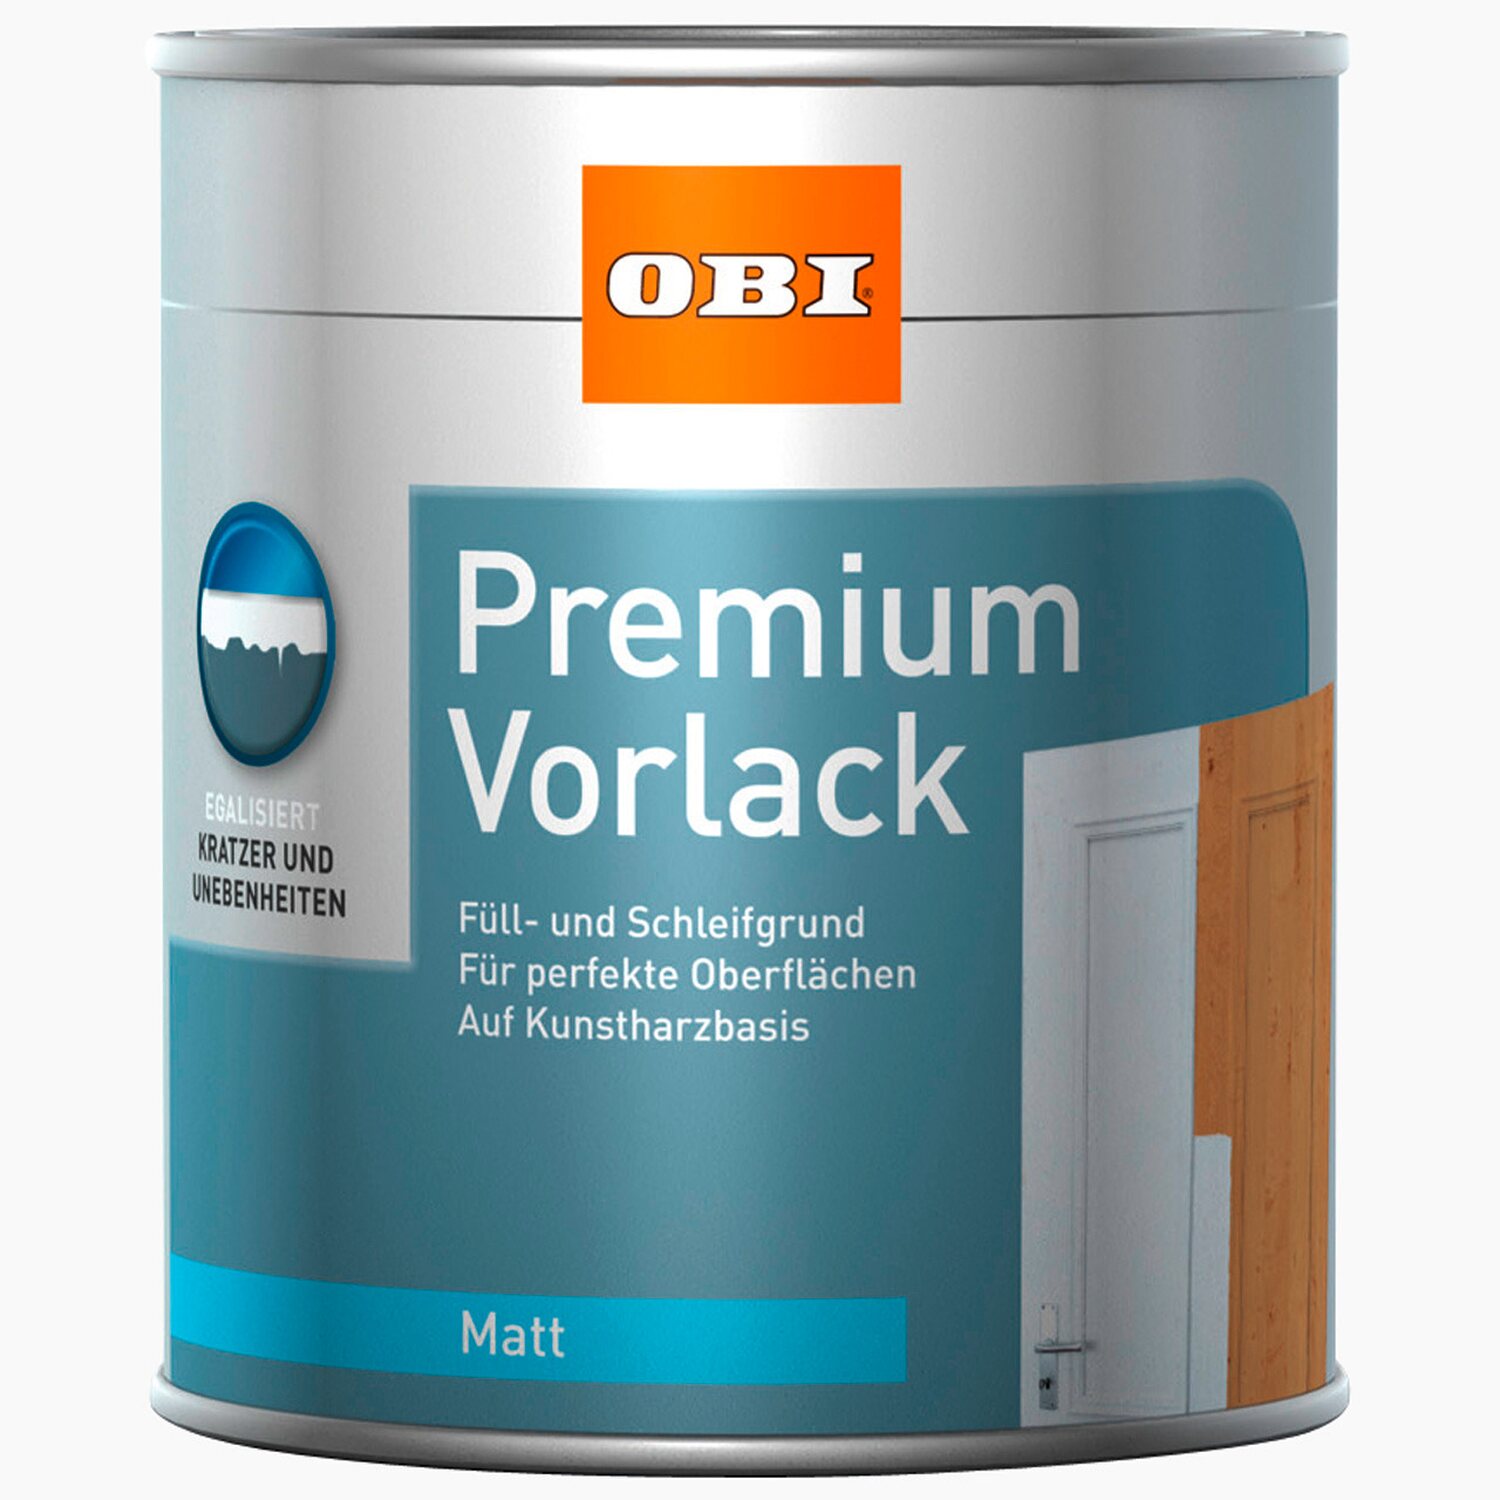 OBI®
Premium
Vorlack
EGALISIERT
KRATZER UND
UNEBENHEITEN
Füll- und Schleifgrund
Für perfekte Oberflächen
Auf Kunstharzbasis
Matt